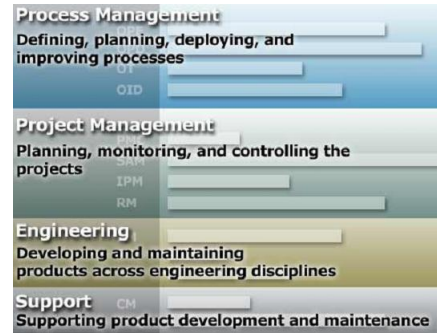 Process Management
Defining, planning, deploying, and
improving processes
OT
OID
Project Management
Planning, monitoring, and controlling the
projects
SAM
IPM
RM
Engineering
Developing and maintaining
products across engineering disciplines
Support
CM
Supporting product development and maintenance